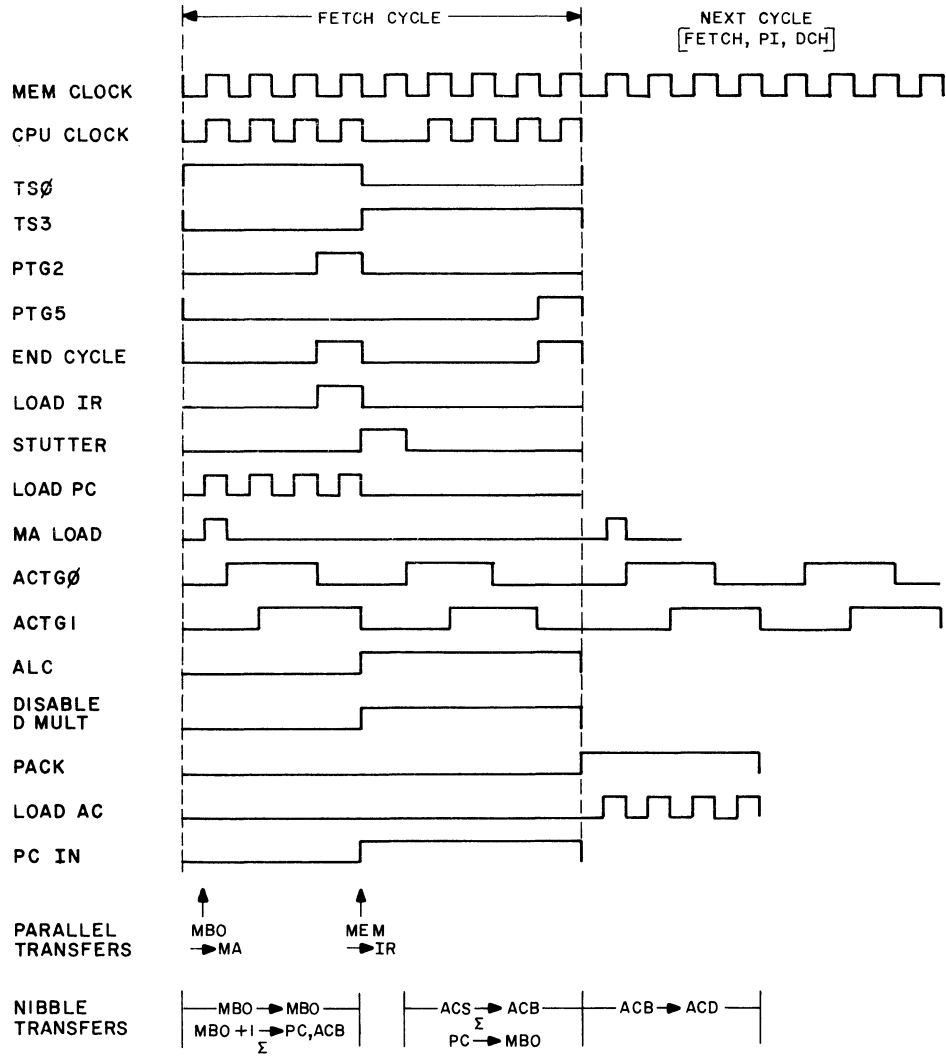 FETCH CYCLE
NEXT CYCLE
[FETCH, PI, DCH]
MEM CLOCK
CPU CLOCK
TSØ
TS3
PTG2
PTG5
END CYCLE
LOAD IR
STUTTER
LOAD PC
MA LOAD
ACTGØ
ACTG1
ALC
DISABLE
D MULT
PACK
LOAD AC
PC IN
PARALLEL
TRANSFERS
MBO
→MA
MEM
→IR
NIBBLE
TRANSFERS
MBO → MBO
MBO +1 → PC, ACB
Σ
ACS → ACB
Σ
PC → MBO
ACB → ACD